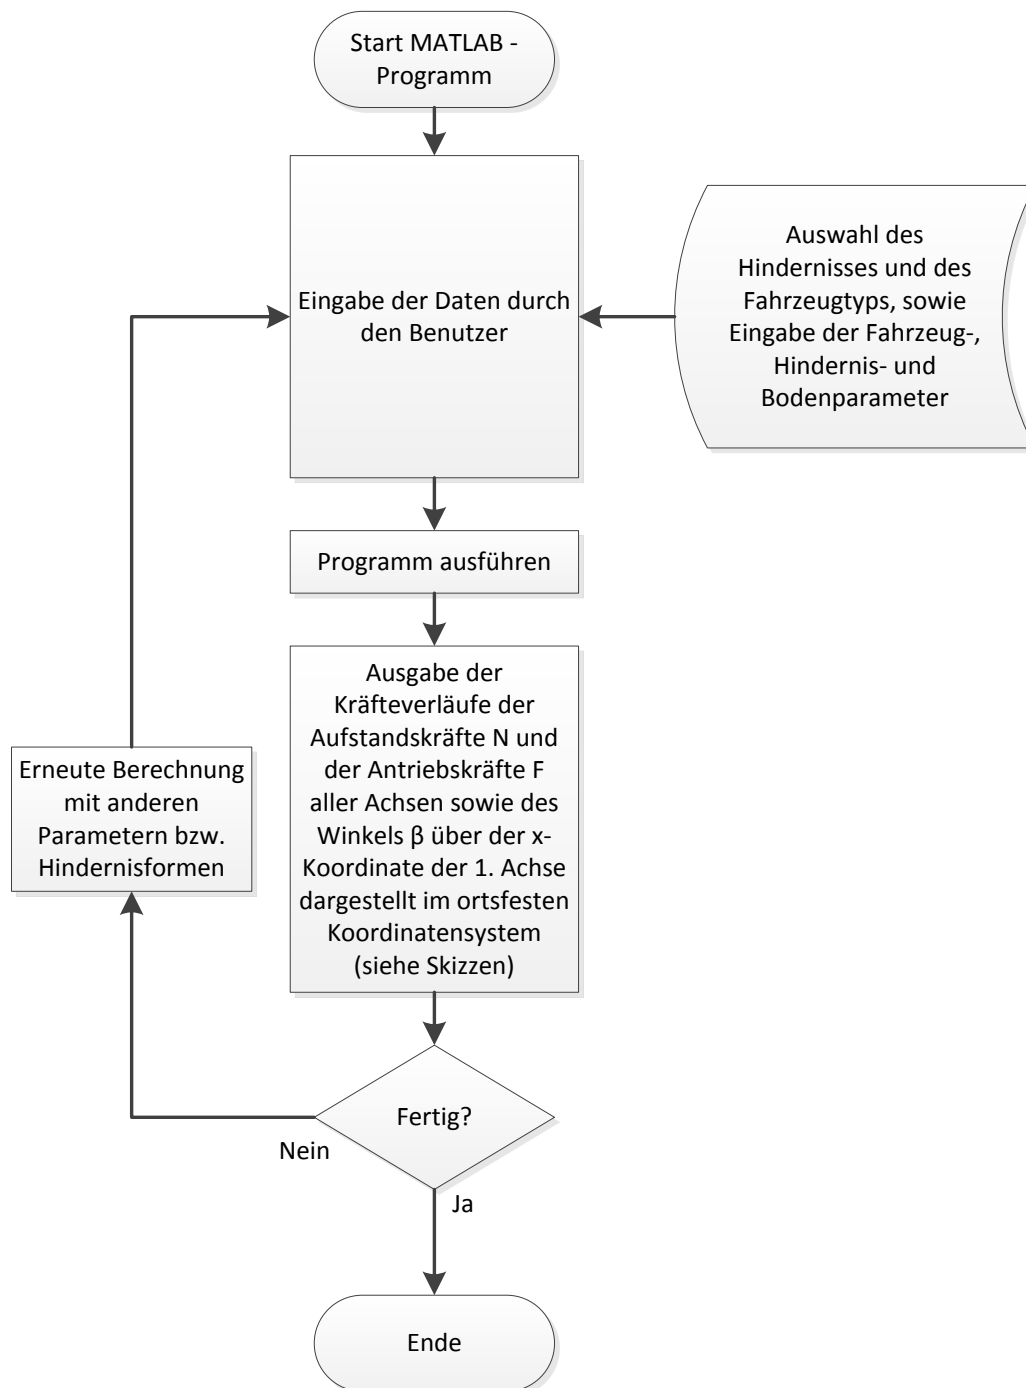 Start MATLAB -
Programm
Eingabe der Daten durch
den Benutzer
Auswahl des
Hindernisses und des
Fahrzeugtyps, sowie
Eingabe der Fahrzeug-,
Hindernis- und
Bodenparameter
Programm ausführen
Ausgabe der
Kräfteverläufe der
Aufstandskräfte N und
der Antriebskräfte F
aller Achsen sowie des
Winkels β über der x-
Koordinate der 1. Achse
dargestellt im ortsfesten
Koordinatensystem
(siehe Skizzen)
Erneute Berechnung
mit anderen
Parametern bzw.
Hindernisformen
Fertig?
Nein
Ja
Ende